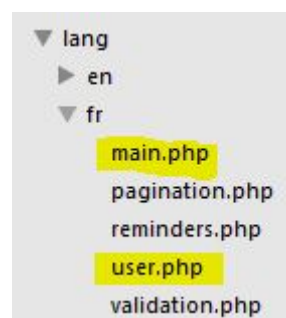 lang
en
fr
main.php
pagination.php
reminders.php
user.php
validation.php